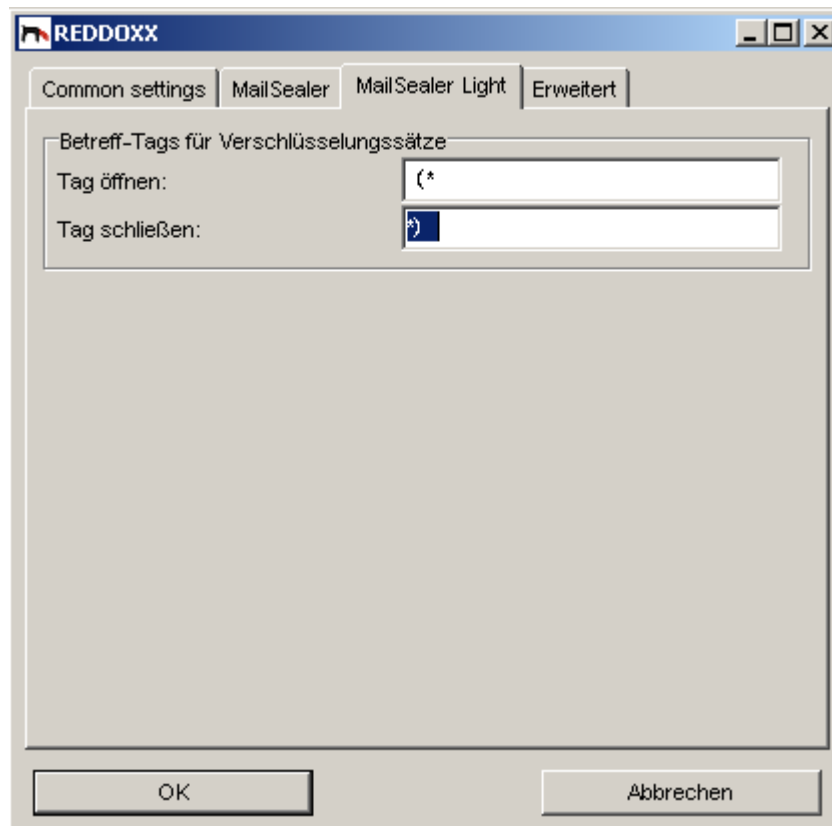 REDDOXX
Common settings MailSealer MailSealer Light Erweitert
Betreff-Tags für Verschlüsselungssätze
Tag öffnen: (*
Tag schließen: *)
OK Abbrechen